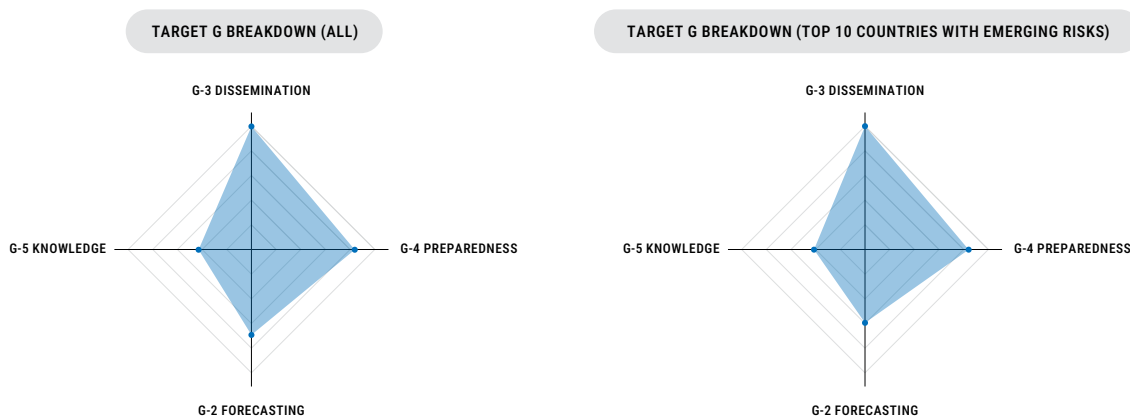 TARGET G BREAKDOWN (ALL)
G-3 DISSEMINATION
G-5 KNOWLEDGE
G-4 PREPAREDNESS
G-2 FORECASTING
TARGET G BREAKDOWN (TOP 10 COUNTRIES WITH EMERGING RISKS)
G-3 DISSEMINATION
G-5 KNOWLEDGE
G-4 PREPAREDNESS
G-2 FORECASTING